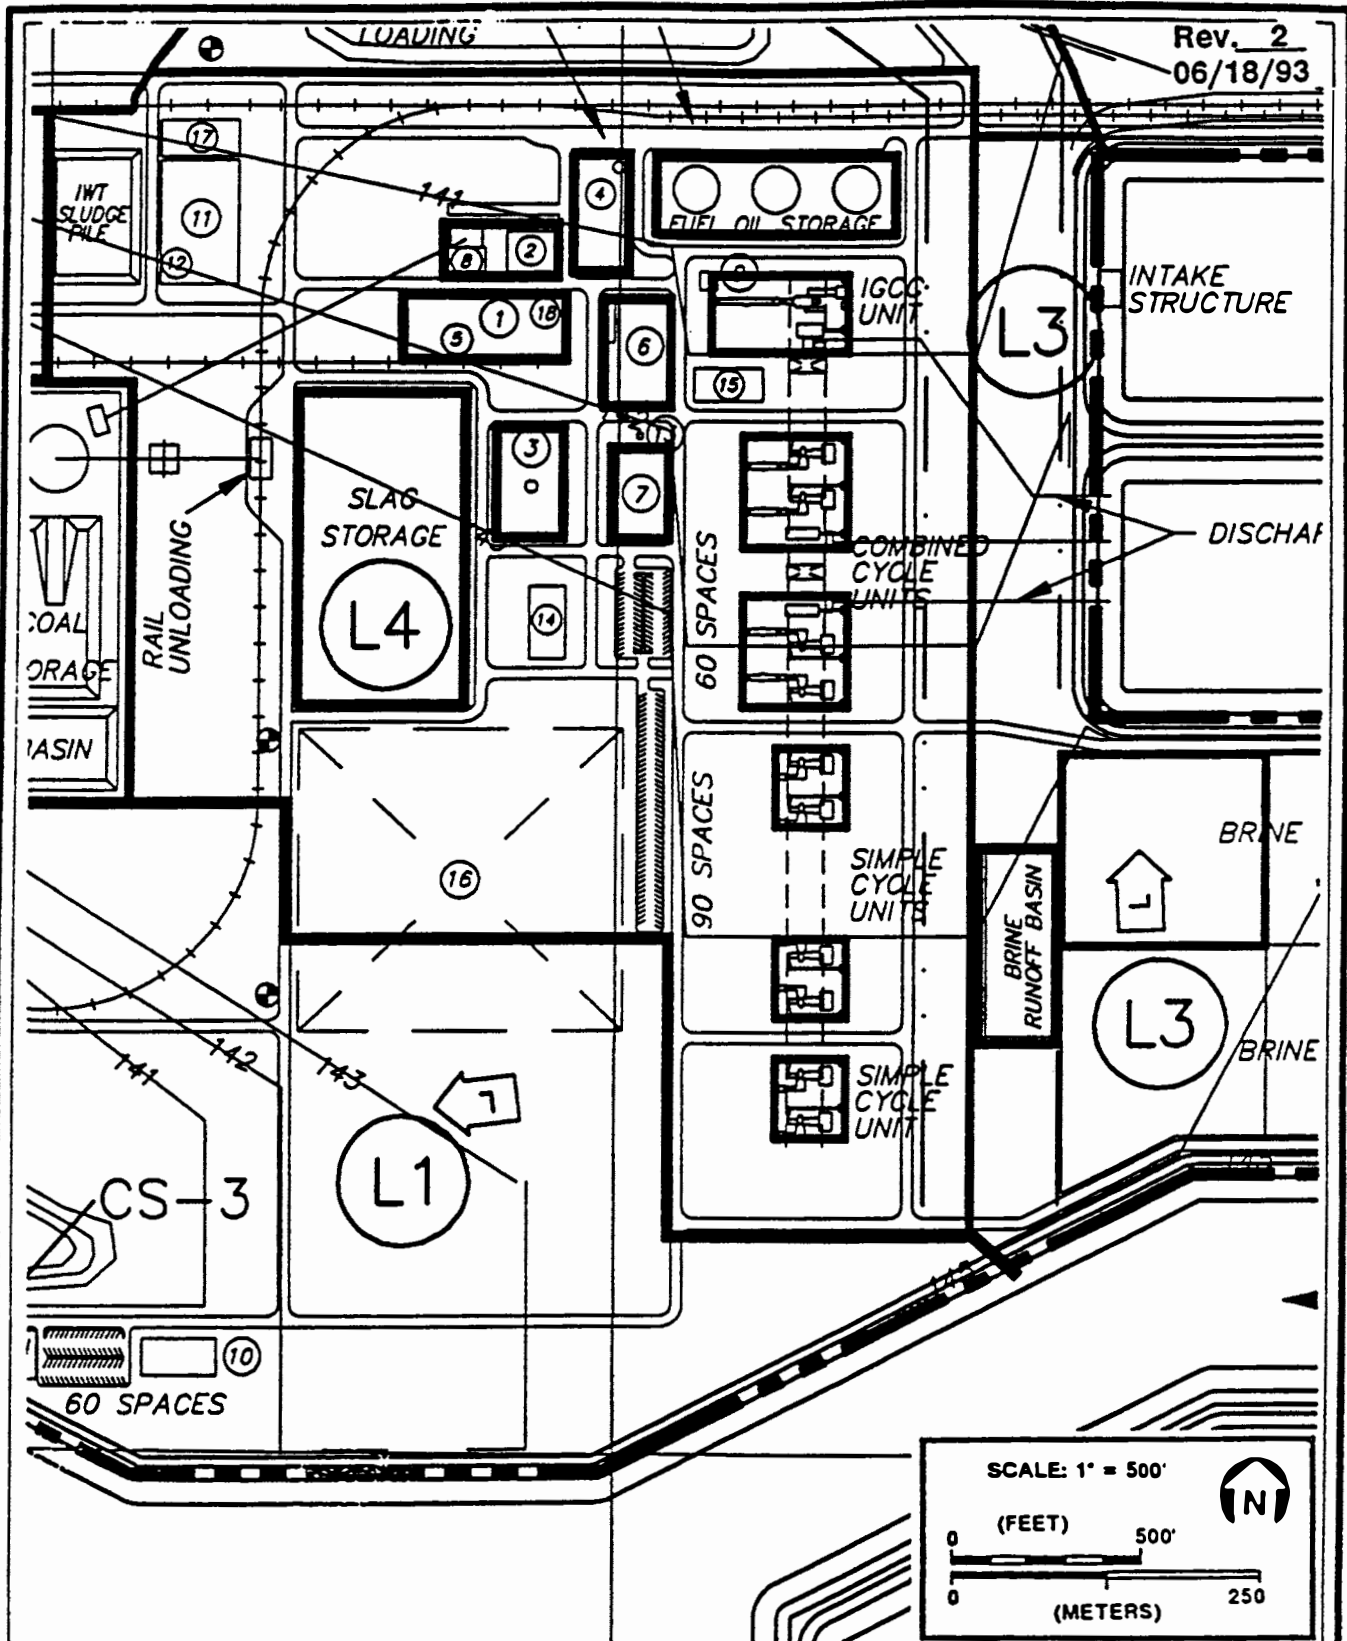 LOADING
Rev. 2
06/18/93
17
IWT
SLUDGE
PILE
11
12
141
4
FUEL OIL STORAGE
8
2
IGCC
UNIT
L3
INTAKE
STRUCTURE
5
1
18
6
15
3
7
SLAG
STORAGE
L4
RAIL
UNLOADING
60 SPACES
COMBINED
CYCLE
UNITS
DISCHAR
COAL
ORAGE
14
BASIN
90 SPACES
SIMPLE
CYCLE
UNITS
16
BRINE
RUNOFF BASIN
BRINE
L
L3
BRINE
141
142
143
L
L1
SIMPLE
CYCLE
UNIT
CS-3
10
60 SPACES
SCALE: 1" = 500'
N
(FEET)
0 500'
0 250
(METERS)